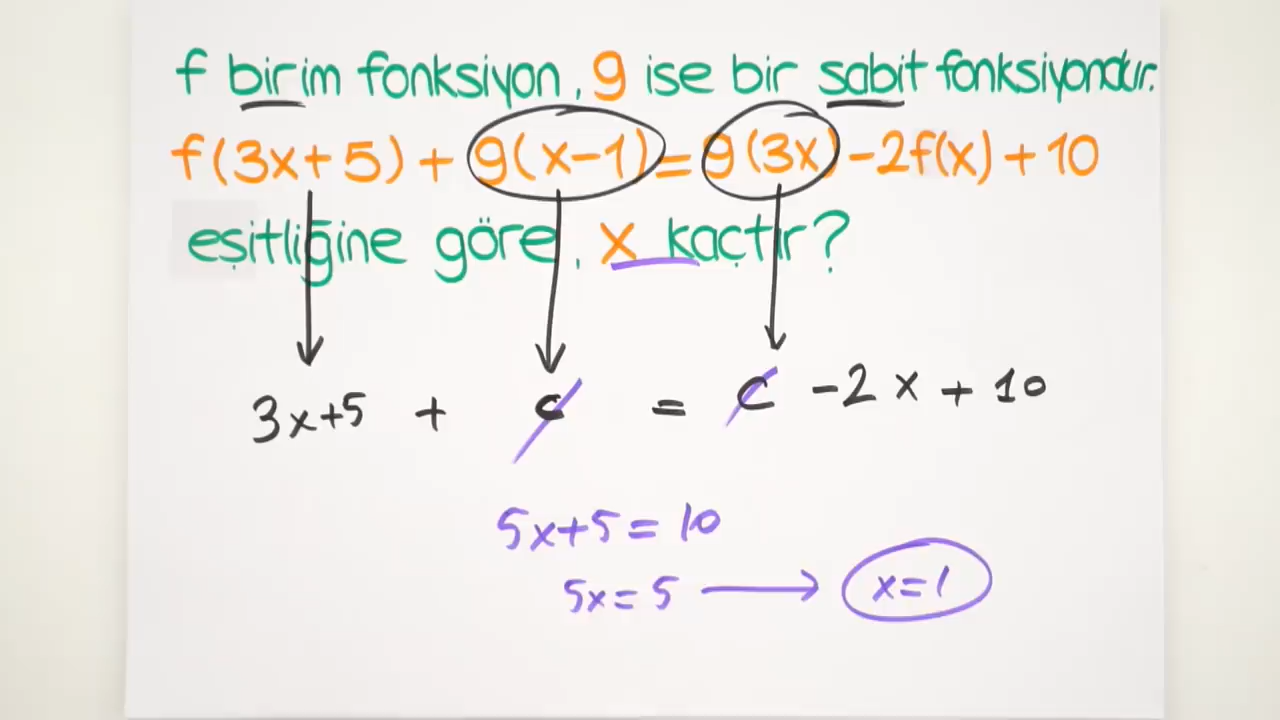 f birim fonksiyon, g ise bir sabit fonksiyondur.
f(3x+5) + g(x-1) = g(3x) -2f(x) + 10
eşitliğine göre, x kaçtır?
3x+5 + c = c -2x + 10
5x+5 = 10
5x = 5 → x=1